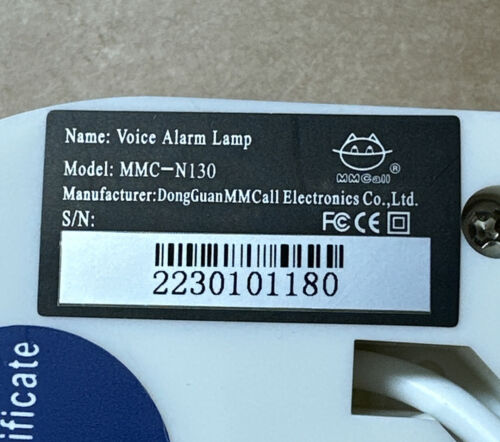 Name: Voice Alarm Lamp
MMCall ®
Model: MMC-N130
Manufacturer:DongGuanMMCall Electronics Co.,Ltd.
S/N:
FC CE
2230101180
ificate